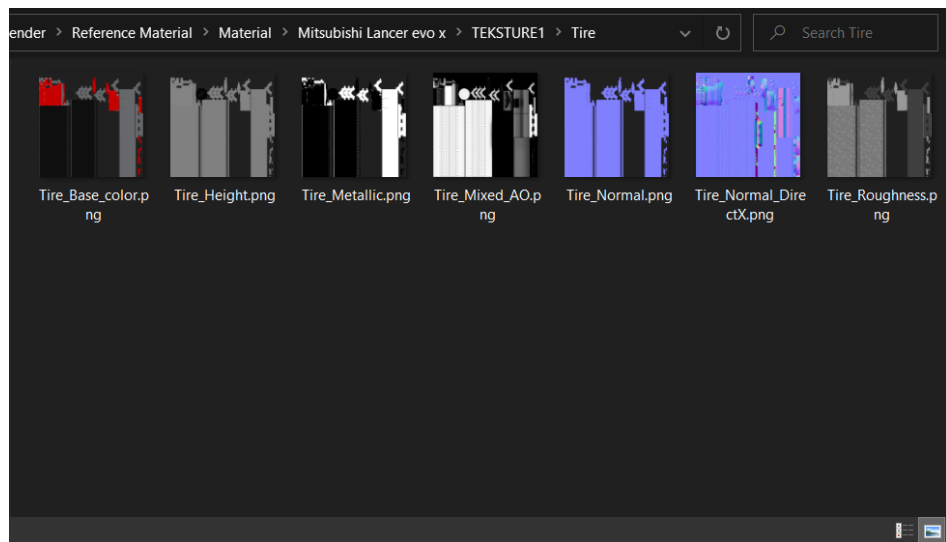 ender > Reference Material > Material > Mitsubishi Lancer evo x > TEKSTURE1 > Tire
Search Tire
Tire_Base_color.p
ng
Tire_Height.png
Tire_Metallic.png
Tire_Mixed_AO.p
ng
Tire_Normal.png
Tire_Normal_Dire
ctX.png
Tire_Roughness.p
ng